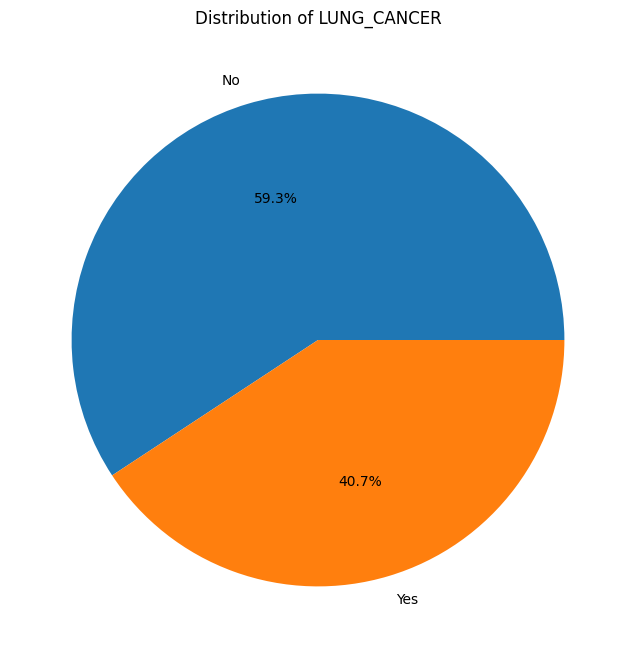 Distribution of LUNG_CANCER
No
59.3%
40.7%
Yes